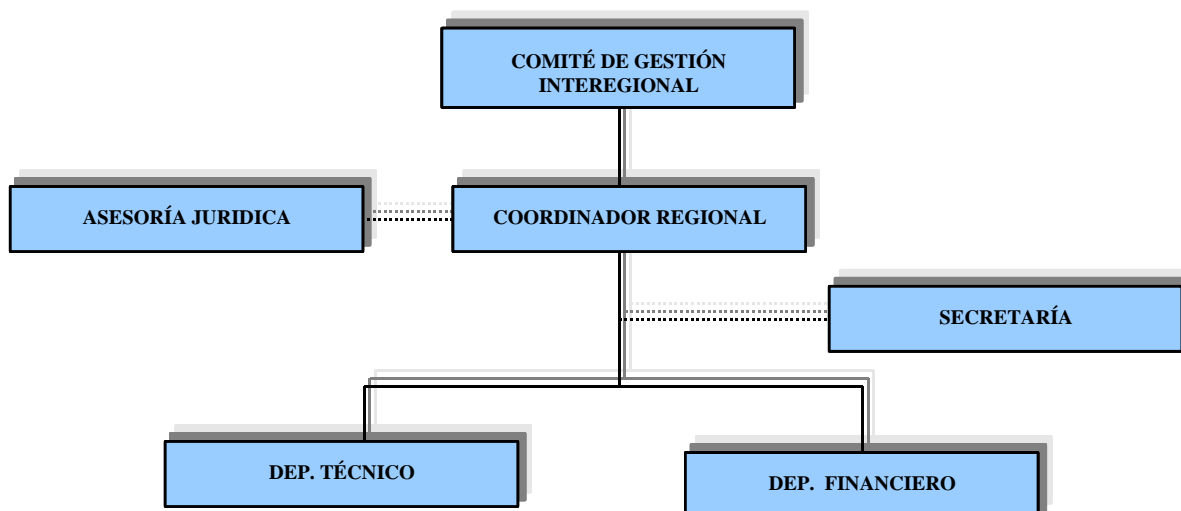 COMITÉ DE GESTIÓN
INTEREGIONAL
ASESORÍA JURIDICA
COORDINADOR REGIONAL
SECRETARÍA
DEP. TÉCNICO
DEP. FINANCIERO